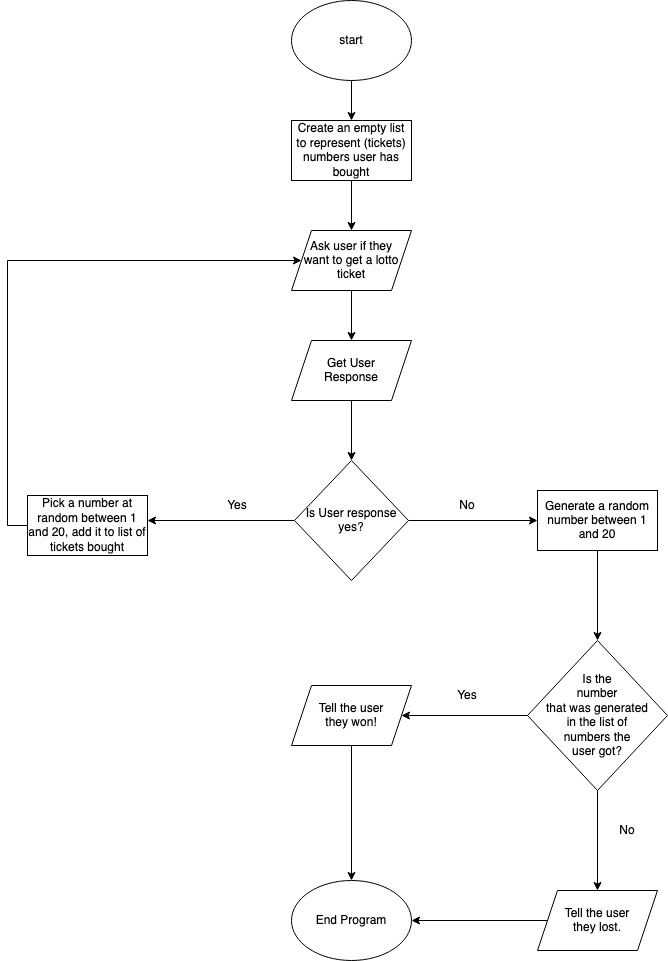 start
Create an empty list
to represent (tickets)
numbers user has
bought
Ask user if they
want to get a lotto
ticket
Get User
Response
Is User response
yes?
Yes
No
Pick a number at
random between 1
and 20, add it to list of
tickets bought
Generate a random
number between 1
and 20
Is the
number
that was generated
in the list of
numbers the
user got?
Yes
Tell the user
they won!
No
Tell the user
they lost.
End Program